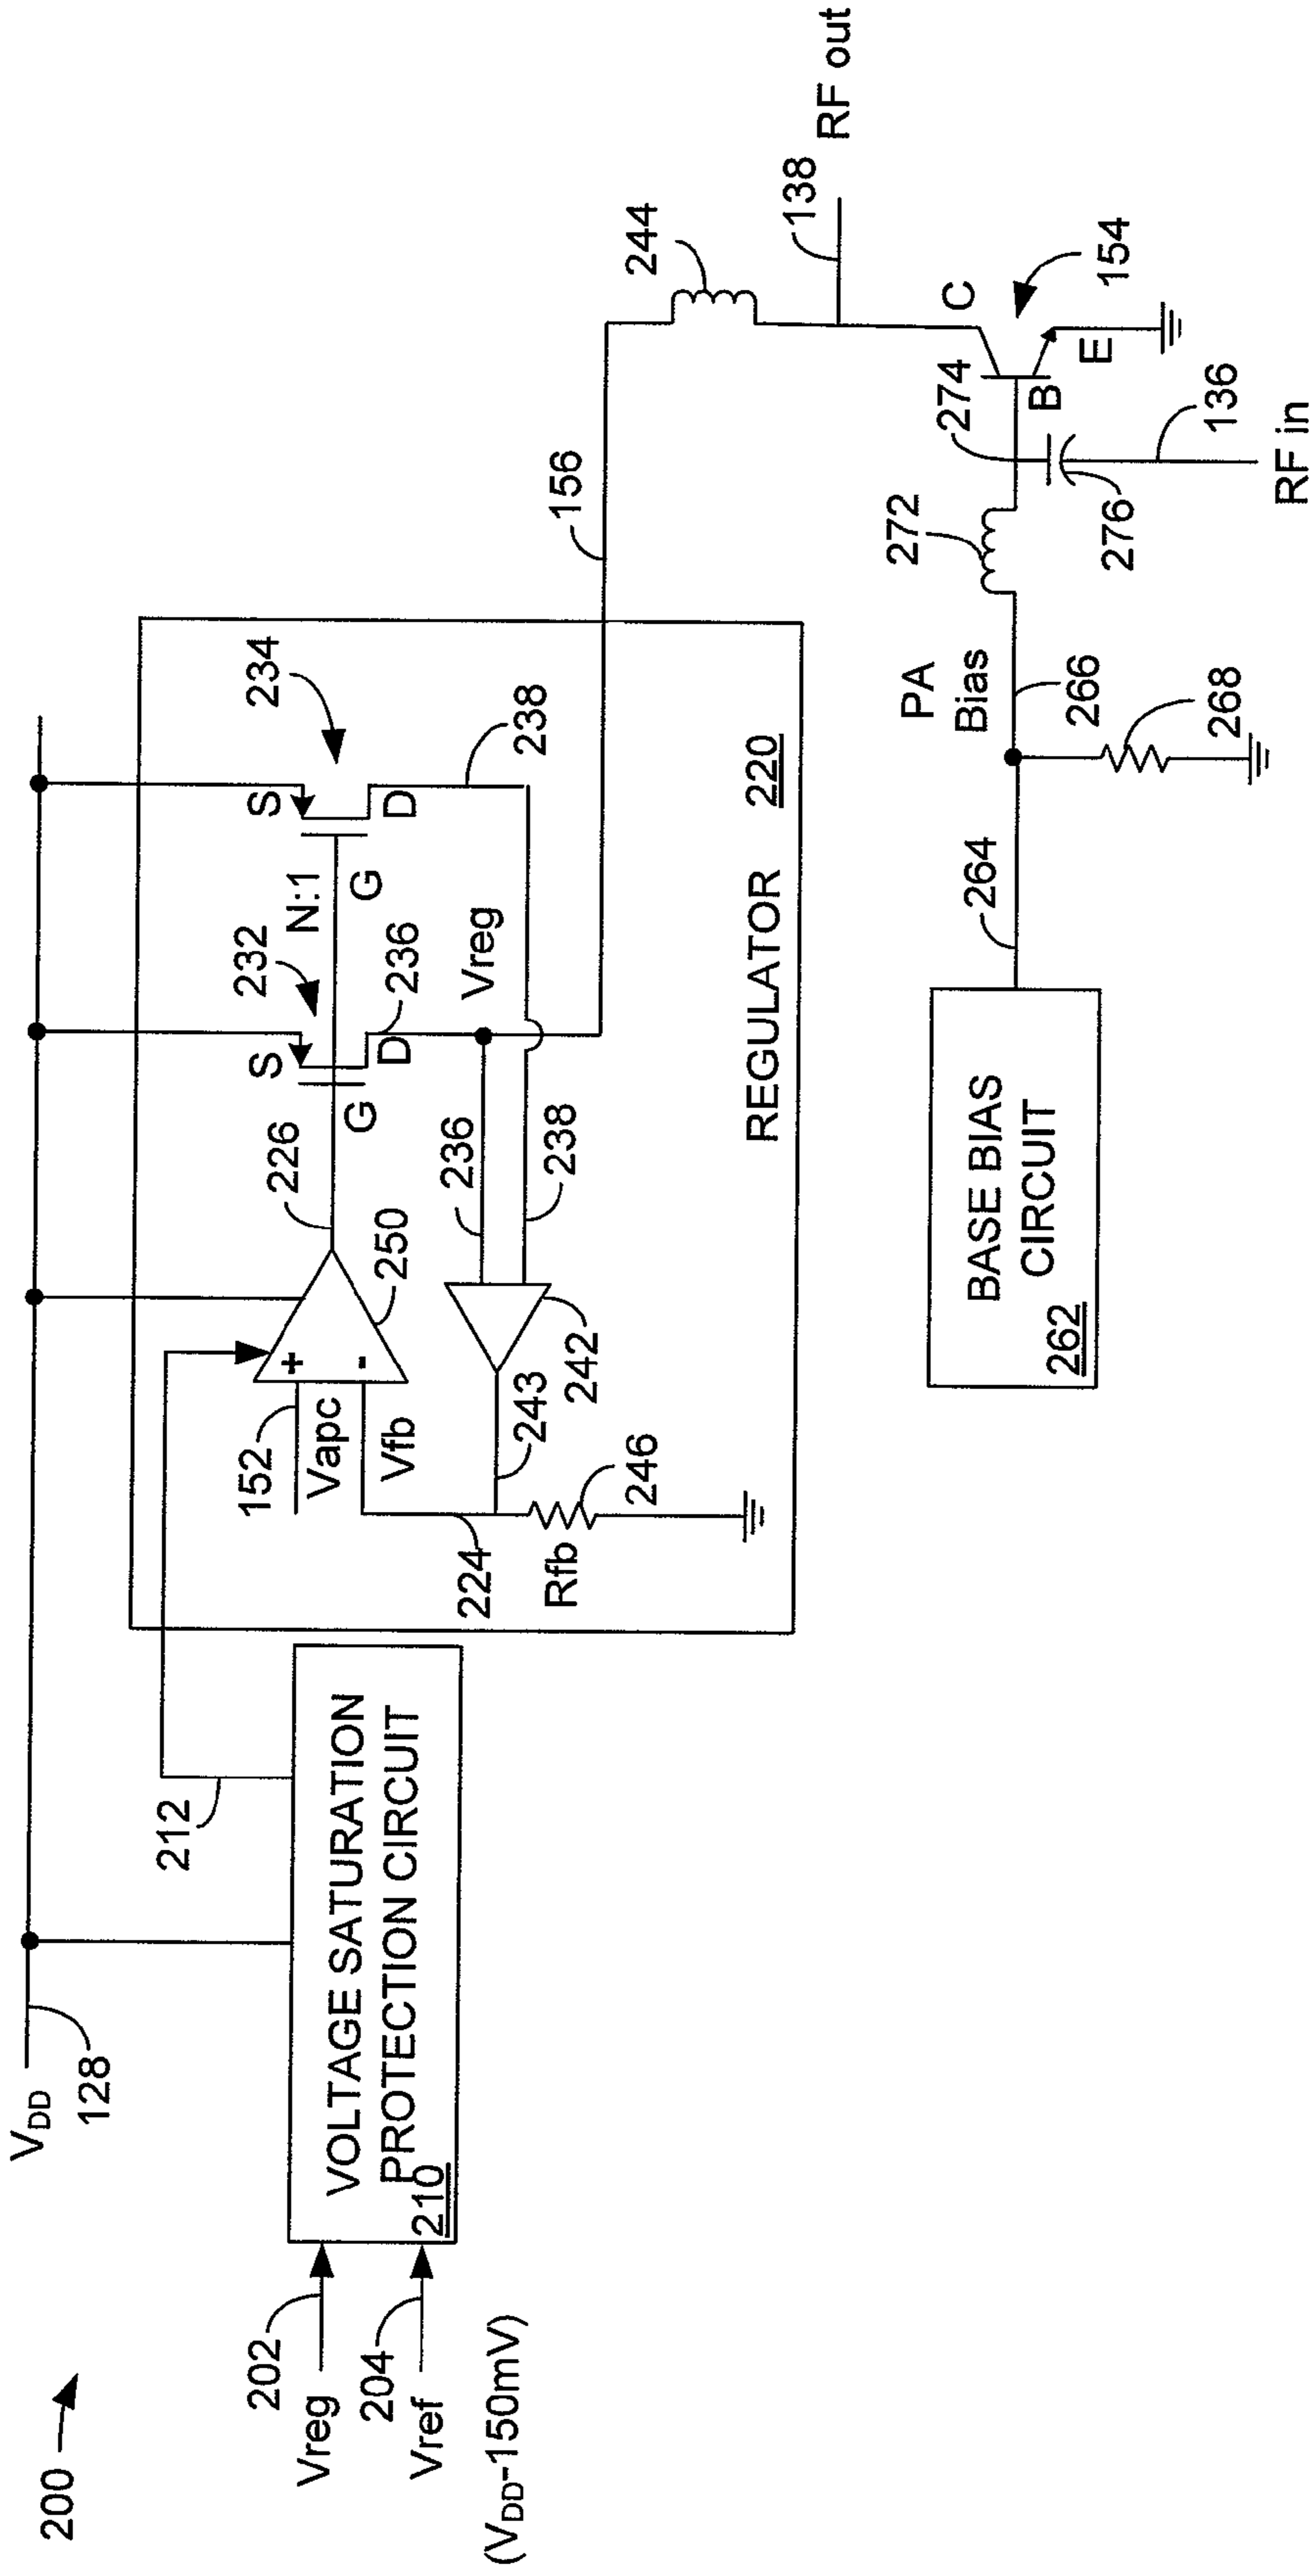 200
V_DD
128
202
Vreg
204
Vref
(V_DD-150mV)
VOLTAGE SATURATION
PROTECTION CIRCUIT
210
212
152
Vapc
Vfb
+
-
250
226
224
Rfb
246
243
242
236
238
232
S
G
D
236
Vreg
N:1
234
S
G
D
238
REGULATOR
220
156
244
138
RF out
C
154
B
E
274
272
276
136
RF in
PA
Bias
266
268
264
BASE BIAS
CIRCUIT
262